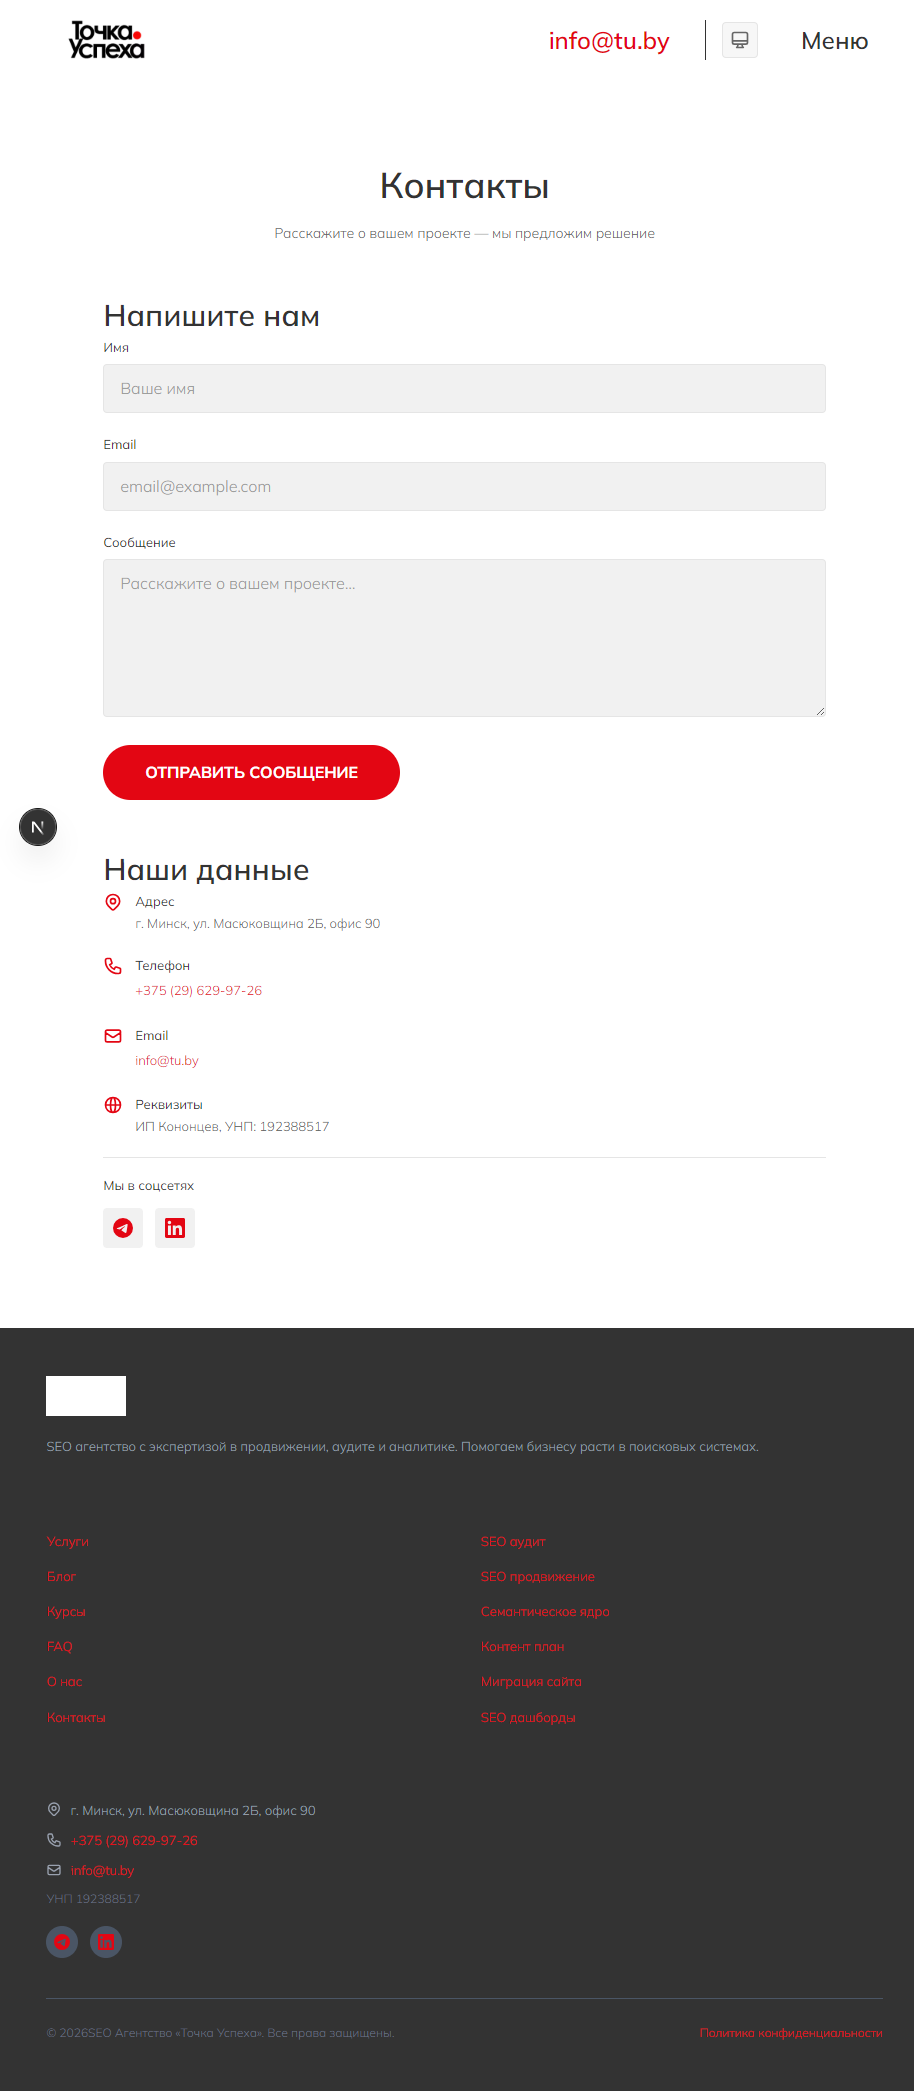 Точка
Успеха
info@tu.by
Меню
Контакты
Расскажите о вашем проекте — мы предложим решение
Напишите нам
Имя
Ваше имя
Email
email@example.com
Сообщение
Расскажите о вашем проекте...
ОТПРАВИТЬ СООБЩЕНИЕ
N
Наши данные
Адрес
г. Минск, ул. Масюковщина 2Б, офис 90
Телефон
+375 (29) 629-97-26
Email
info@tu.by
Реквизиты
ИП Кононцев, УНП: 192388517
Мы в соцсетях
in
SEO агентство с экспертизой в продвижении, аудите и аналитике. Помогаем бизнесу расти в поисковых системах.
Услуги
Блог
Курсы
FAQ
О нас
Контакты
SEO аудит
SEO продвижение
Семантическое ядро
Контент план
Миграция сайта
SEO дашборды
г. Минск, ул. Масюковщина 2Б, офис 90
+375 (29) 629-97-26
info@tu.by
УНП 192388517
in
© 2026SEO Агентство «Точка Успеха». Все права защищены.
Политика конфиденциальности